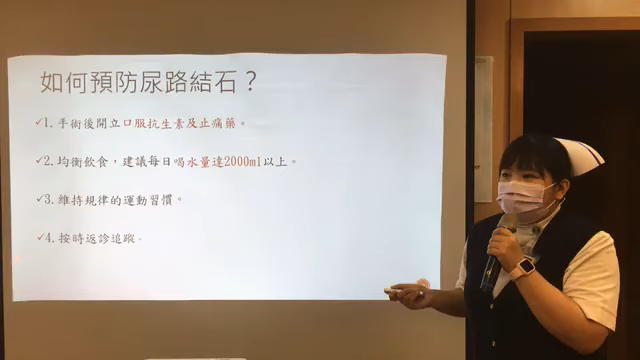 如何預防尿路結石？
✓1. 手術後開立口服抗生素及止痛藥。
✓2. 均衡飲食，建議每日喝水量達2000ml以上。
✓3. 維持規律的運動習慣。
✓4. 按時返診追蹤。